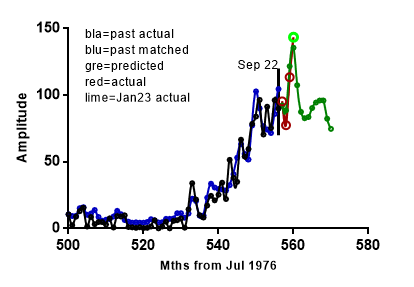 150
bla=past actual
blu=past matched
gre=predicted
red=actual
lime=Jan23 actual
Sep 22
100
50
0
Amplitude
500 520 540 560 580
Mths from Jul 1976